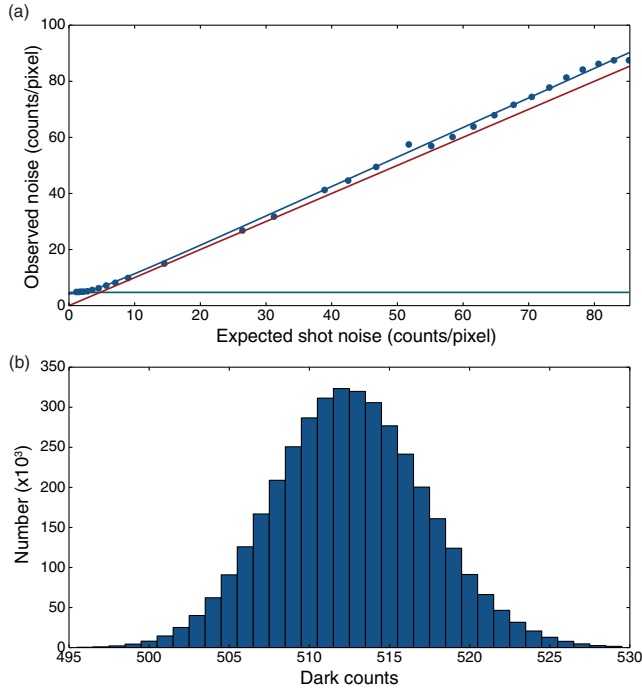 (a)
100
80
60
40
20
0
Observed noise (counts/pixel)
0 10 20 30 40 50 60 70 80
Expected shot noise (counts/pixel)
(b)
350
300
250
200
150
100
50
0
Number (x10³)
495 500 505 510 515 520 525 530
Dark counts